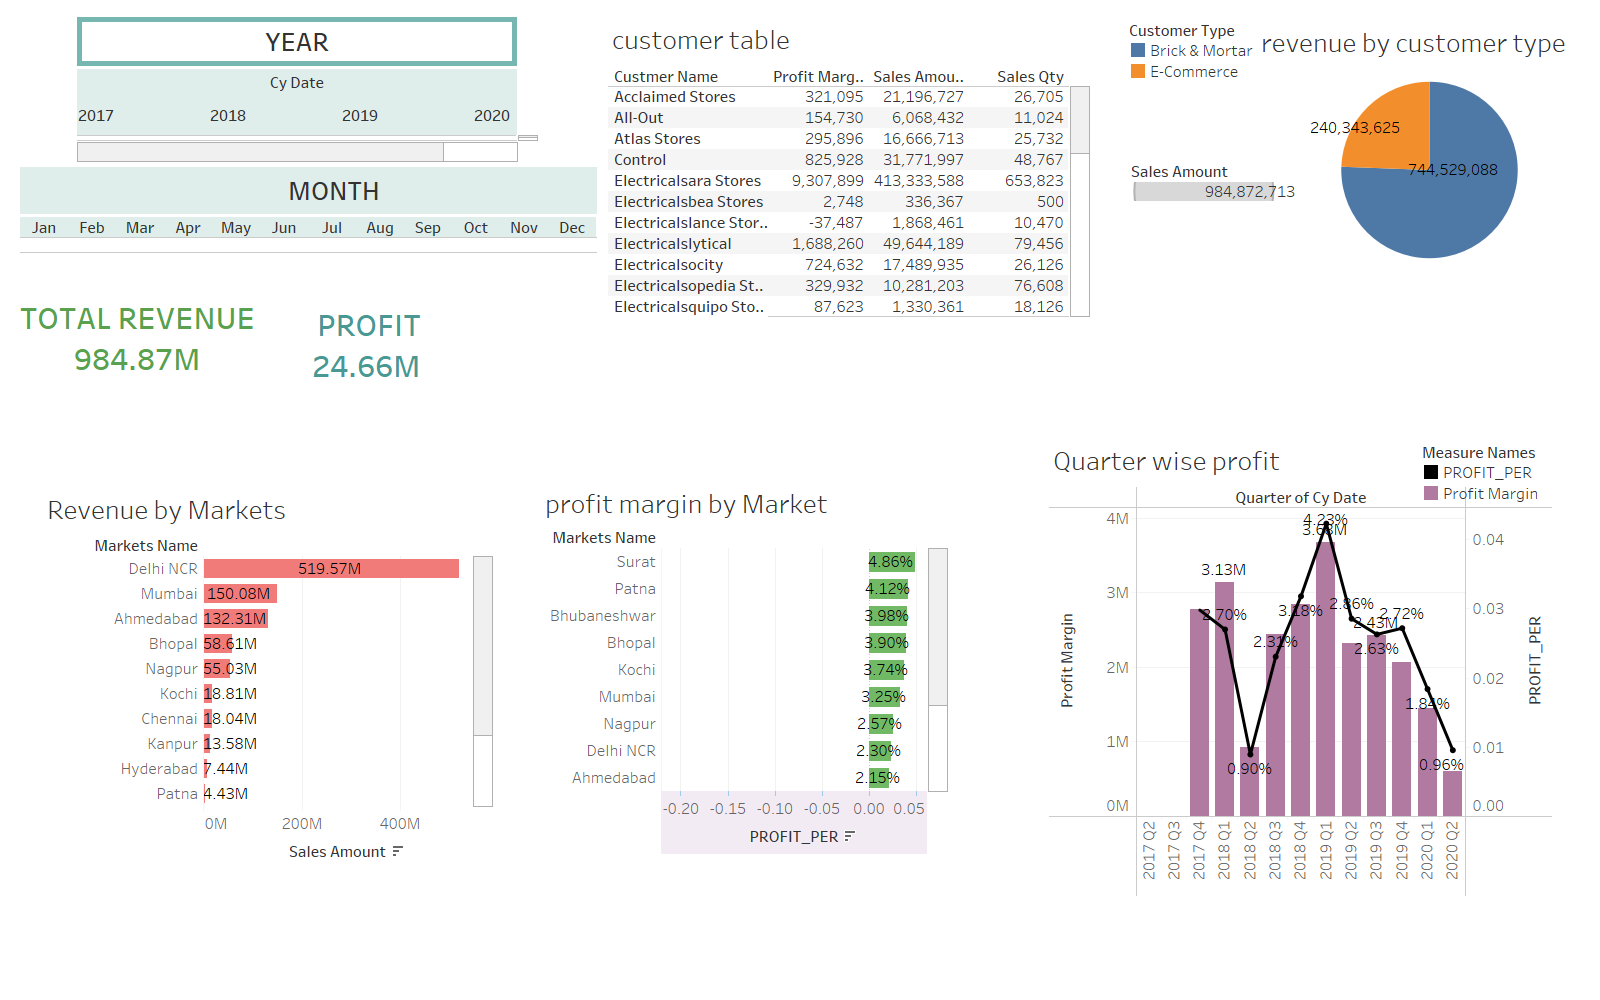 YEAR
Cy Date
2017 2018 2019 2020
MONTH
Jan Feb Mar Apr May Jun Jul Aug Sep Oct Nov Dec
TOTAL REVENUE
984.87M
PROFIT
24.66M
customer table
Custmer Name Profit Marg.. Sales Amou.. Sales Qty
Acclaimed Stores 321,095 21,196,727 26,705
All-Out 154,730 6,068,432 11,024
Atlas Stores 295,896 16,666,713 25,732
Control 825,928 31,771,997 48,767
Electricalsara Stores 9,307,899 413,333,588 653,823
Electricalsbea Stores 2,748 336,367 500
Electricalslance Stor.. -37,487 1,868,461 10,470
Electricalslytical 1,688,260 49,644,189 79,456
Electricalsocity 724,632 17,489,935 26,126
Electricalsopedia St.. 329,932 10,281,203 76,608
Electricalsquipo Sto.. 87,623 1,330,361 18,126
Customer Type
Brick & Mortar
E-Commerce
revenue by customer type
240,343,625
744,529,088
Sales Amount
984,872,713
Revenue by Markets
Markets Name
Delhi NCR 519.57M
Mumbai 150.08M
Ahmedabad 132.31M
Bhopal 58.61M
Nagpur 55.03M
Kochi 18.81M
Chennai 18.04M
Kanpur 13.58M
Hyderabad 7.44M
Patna 4.43M
0M 200M 400M
Sales Amount
profit margin by Market
Markets Name
Surat 4.86%
Patna 4.12%
Bhubaneshwar 3.98%
Bhopal 3.90%
Kochi 3.74%
Mumbai 3.25%
Nagpur 2.57%
Delhi NCR 2.30%
Ahmedabad 2.15%
-0.20 -0.15 -0.10 -0.05 0.00 0.05
PROFIT_PER
Quarter wise profit
Measure Names
PROFIT_PER
Profit Margin
Quarter of Cy Date
4M
3M
2M
1M
0M
Profit Margin
4.23%
3.68M
3.13M
2.70%
0.90%
2.31%
3.18%
2.86%
2.43M
2.72%
2.63%
1.84%
0.96%
0.04
0.03
0.02
0.01
0.00
PROFIT_PER
2017 Q2
2017 Q3
2017 Q4
2018 Q1
2018 Q2
2018 Q3
2018 Q4
2019 Q1
2019 Q2
2019 Q3
2019 Q4
2020 Q1
2020 Q2